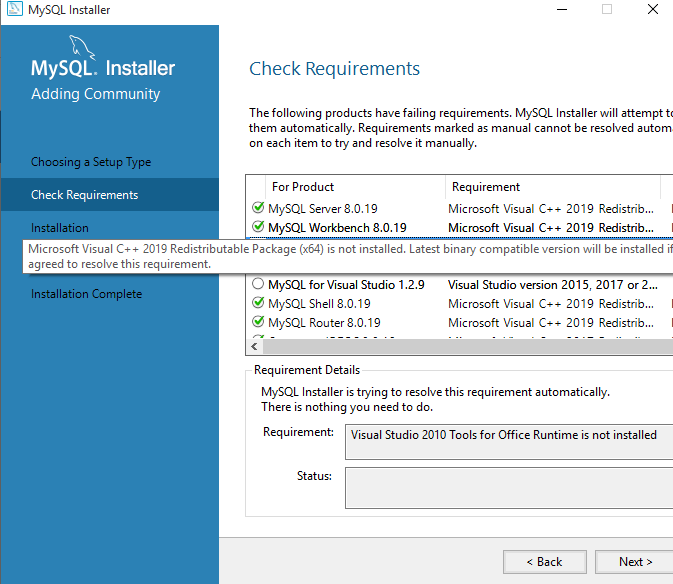 MySQL Installer
MySQL. Installer
Adding Community
Choosing a Setup Type
Check Requirements
Installation
Installation Complete
Check Requirements
The following products have failing requirements. MySQL Installer will attempt to
them automatically. Requirements marked as manual cannot be resolved autom
on each item to try and resolve it manually.
For Product Requirement
MySQL Server 8.0.19 Microsoft Visual C++ 2019 Redistrib...
MySQL Workbench 8.0.19 Microsoft Visual C++ 2019 Redistrib...
Microsoft Visual C++ 2019 Redistributable Package (x64) is not installed. Latest binary compatible version will be installed if
agreed to resolve this requirement.
MySQL for Visual Studio 1.2.9 Visual Studio version 2015, 2017 or 2...
MySQL Shell 8.0.19 Microsoft Visual C++ 2019 Redistrib...
MySQL Router 8.0.19 Microsoft Visual C++ 2019 Redistrib...
Requirement Details
MySQL Installer is trying to resolve this requirement automatically.
There is nothing you need to do.
Requirement: Visual Studio 2010 Tools for Office Runtime is not installed
Status:
< Back Next >